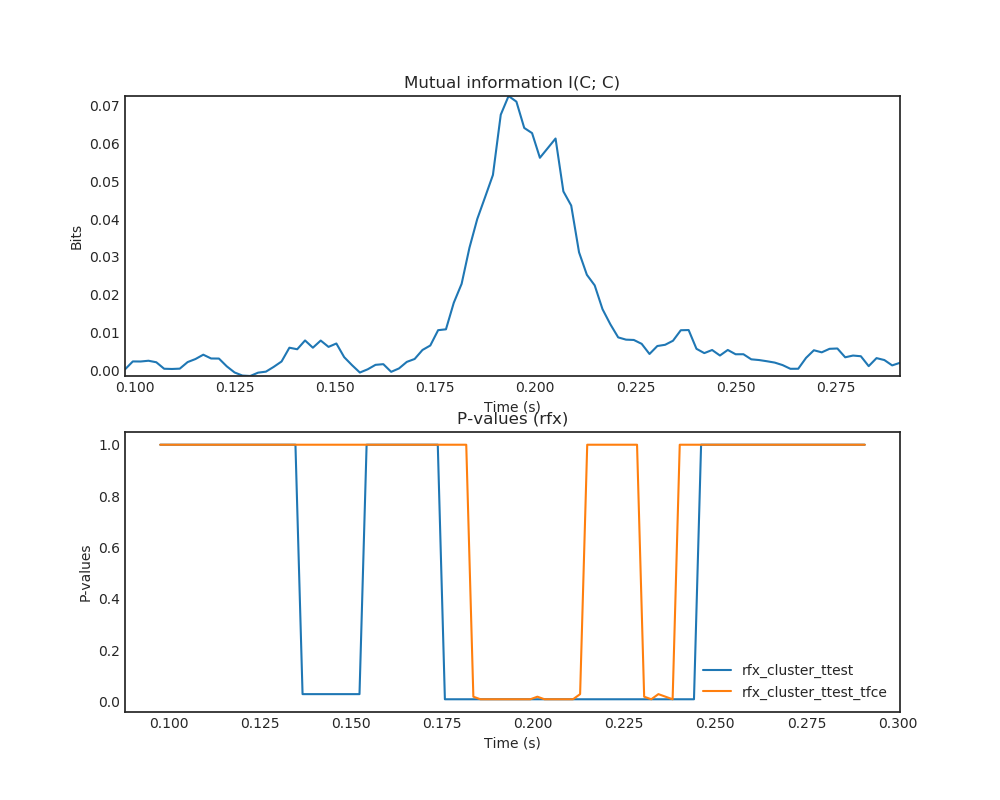 Mutual information I(C; C)
0.07
0.06
0.05
0.04
0.03
0.02
0.01
0.00
Bits
0.100 0.125 0.150 0.175 0.200 0.225 0.250 0.275
Time (s)
P-values (rfx)
1.0
0.8
0.6
0.4
0.2
0.0
P-values
rfx_cluster_ttest
rfx_cluster_ttest_tfce
0.100 0.125 0.150 0.175 0.200 0.225 0.250 0.275 0.300
Time (s)